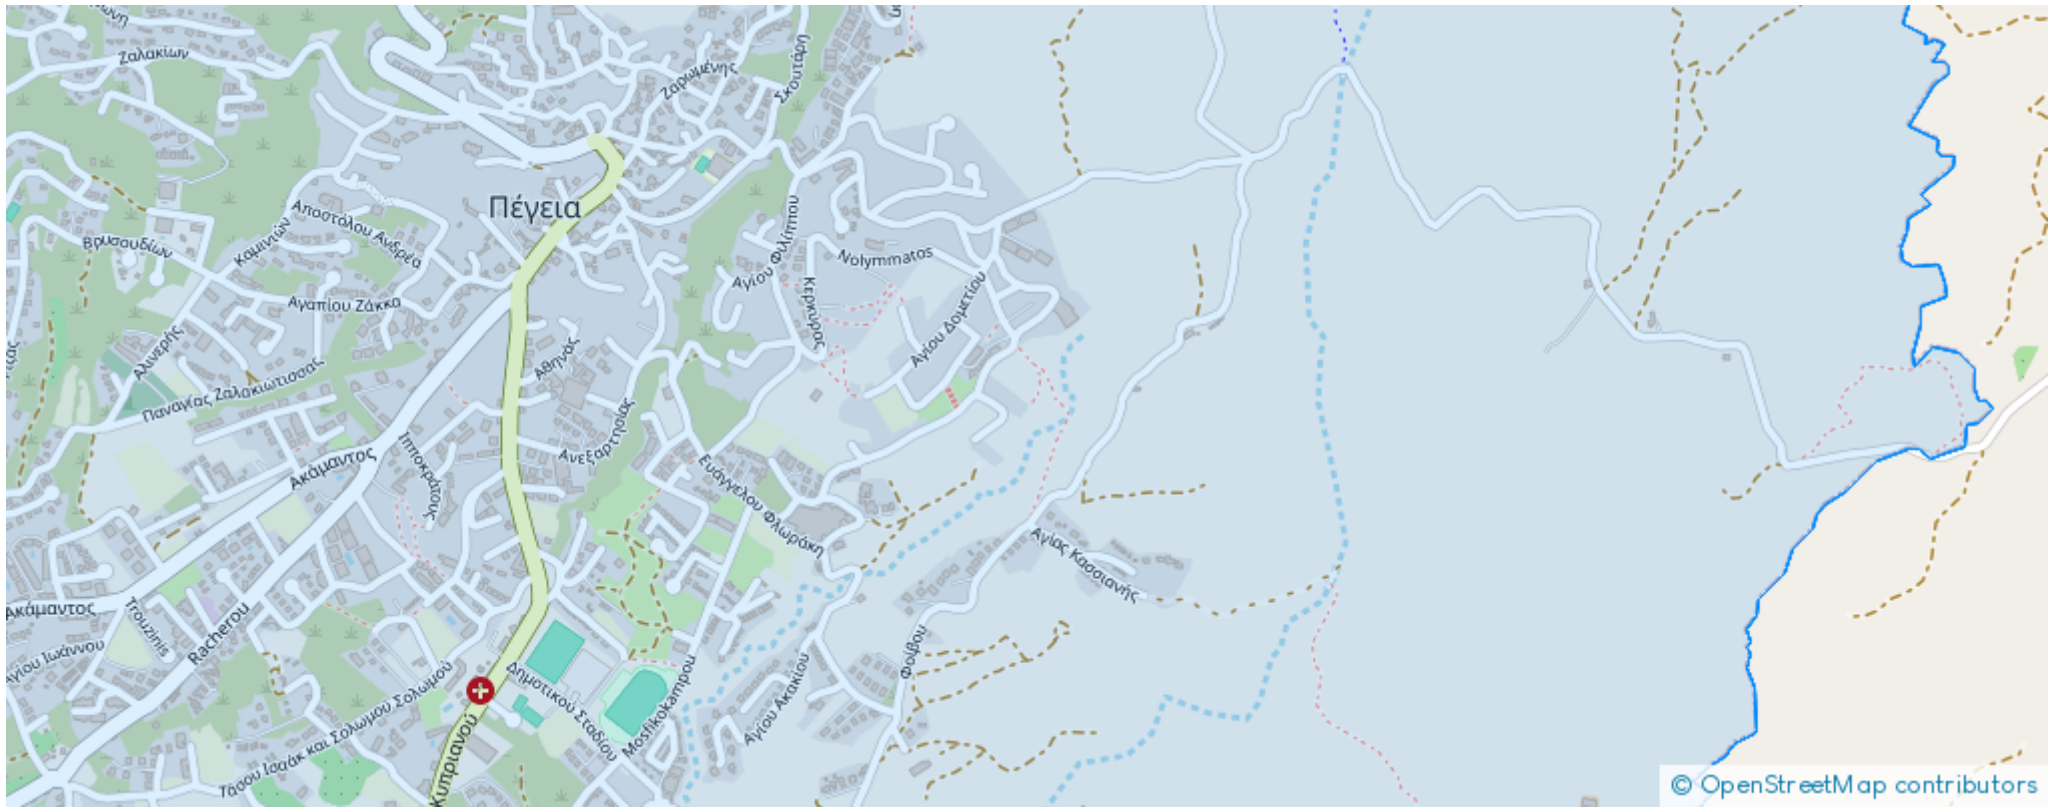 Ζαλακίων
Ζαρωμένης
Σκουτάρη
Πέγεια
Αποστόλου Ανδρέα
Καμινιών
Βρυσουδίων
Αγαπίου Ζάκκα
Αγίου Φιλίππου
Nolymmatos
Κερκύρας
Αγίου Δομετίου
Αλινερής
Αθηνάς
Παναγίας Ζαλακιώτισσας
Ανεξαρτησίας
Ιπποκράτους
Ακάμαντος
Ευάγγελου Φλωράκη
Αγίας Κασσιανής
Ακάμαντος
Trouzinis
Racherou
Αγίου Ιωάννου
Φοίβου
Τάσου Ισαάκ και Σολωμού Σολωμού
Δημοτικού Σταδίου
Mosfikokampou
Αγίου Ακακίου
Κυπριανού
© OpenStreetMap contributors